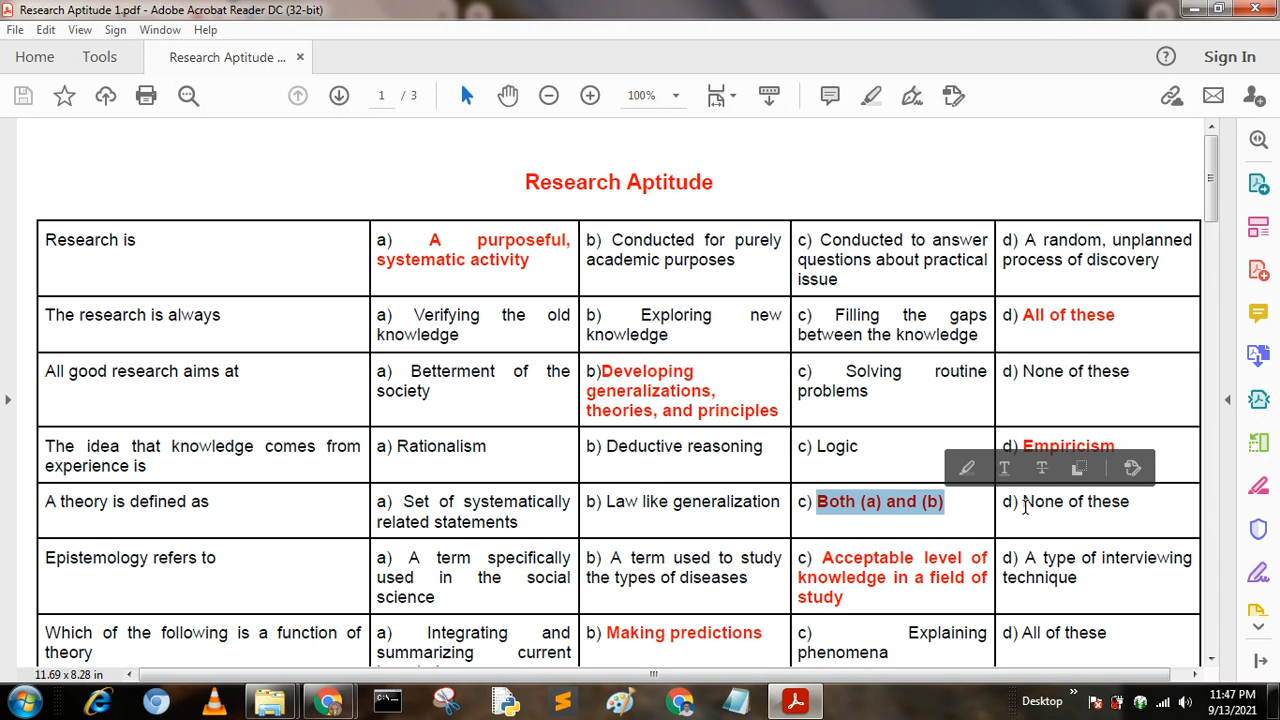 Research Aptitude 1.pdf - Adobe Acrobat Reader DC (32-bit)
File Edit View Sign Window Help
Home Tools Research Aptitude ... × Sign In
1 / 3 100%
Research Aptitude
Research is
a) A purposeful,
systematic activity
b) Conducted for purely
academic purposes
c) Conducted to answer
questions about practical
issue
d) A random, unplanned
process of discovery
The research is always
a) Verifying the old
knowledge
b) Exploring new
knowledge
c) Filling the gaps
between the knowledge
d) All of these
All good research aims at
a) Betterment of the
society
b)Developing
generalizations,
theories, and principles
c) Solving routine
problems
d) None of these
The idea that knowledge comes from
experience is
a) Rationalism
b) Deductive reasoning
c) Logic
d) Empiricism
A theory is defined as
a) Set of systematically
related statements
b) Law like generalization
c) Both (a) and (b)
d) None of these
Epistemology refers to
a) A term specifically
used in the social
science
b) A term used to study
the types of diseases
c) Acceptable level of
knowledge in a field of
study
d) A type of interviewing
technique
Which of the following is a function of
theory
a) Integrating and
summarizing current
b) Making predictions
c) Explaining
phenomena
d) All of these
11.69 x 8.28 in
Desktop
11:47 PM
9/13/2021